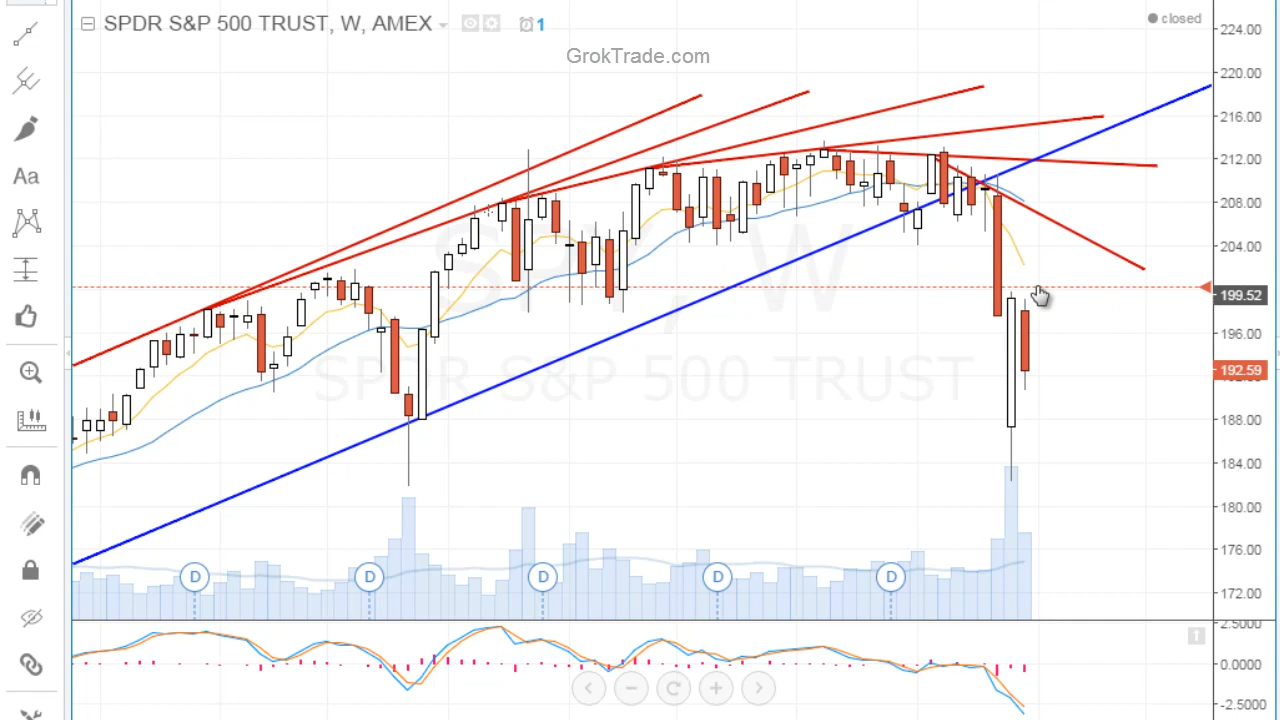 SPDR S&P 500 TRUST, W, AMEX
1
closed
GrokTrade.com
224.00
220.00
216.00
212.00
208.00
204.00
199.52
196.00
192.59
188.00
184.00
180.00
176.00
172.00
Aa
SPY, W
SPDR S&P 500 TRUST
D D D D D
2.5000
0.0000
-2.5000